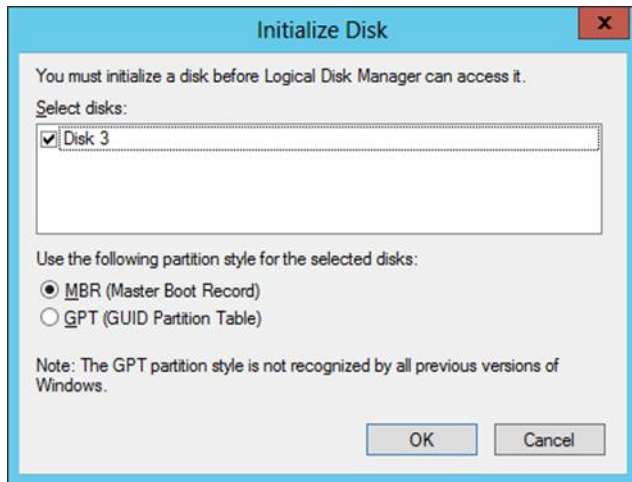 Initialize Disk
x
You must initialize a disk before Logical Disk Manager can access it.
Select disks:
Disk 3
Use the following partition style for the selected disks:
MBR (Master Boot Record)
GPT (GUID Partition Table)
Note: The GPT partition style is not recognized by all previous versions of
Windows.
OK Cancel